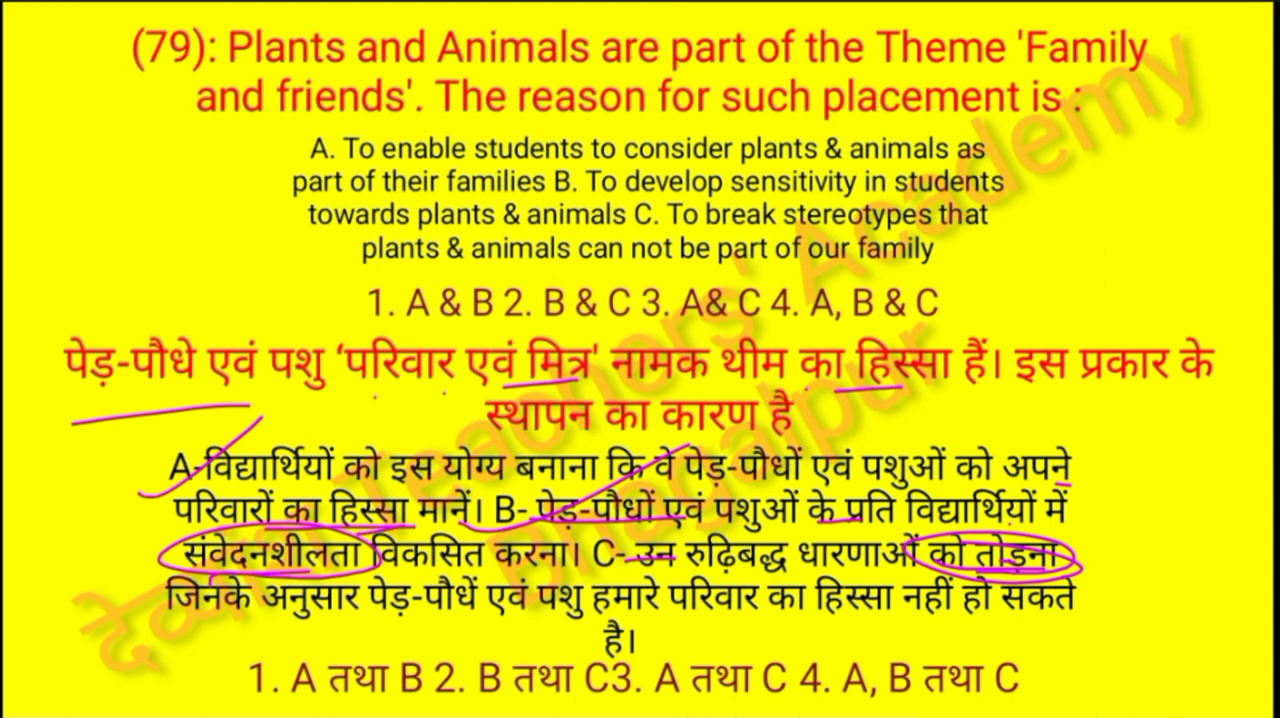 (79): Plants and Animals are part of the Theme 'Family
and friends'. The reason for such placement is :
A. To enable students to consider plants & animals as
part of their families B. To develop sensitivity in students
towards plants & animals C. To break stereotypes that
plants & animals can not be part of our family
1. A & B 2. B & C 3. A& C 4. A, B & C
पेड़-पौधे एवं पशु ‘परिवार एवं मित्र' नामक थीम का हिस्सा हैं। इस प्रकार के
स्थापन का कारण है
A-विद्यार्थियों को इस योग्य बनाना कि वे पेड़-पौधों एवं पशुओं को अपने
परिवारों का हिस्सा मानें। B- पेड़-पौधों एवं पशुओं के प्रति विद्यार्थियों में
संवेदनशीलता विकसित करना। C- उन रुढ़िबद्ध धारणाओं को तोड़ना
जिनके अनुसार पेड़-पौधें एवं पशु हमारे परिवार का हिस्सा नहीं हो सकते
है।
1. A तथा B 2. B तथा C3. A तथा C 4. A, B तथा C
Teachers' Academy
Bhagalpur